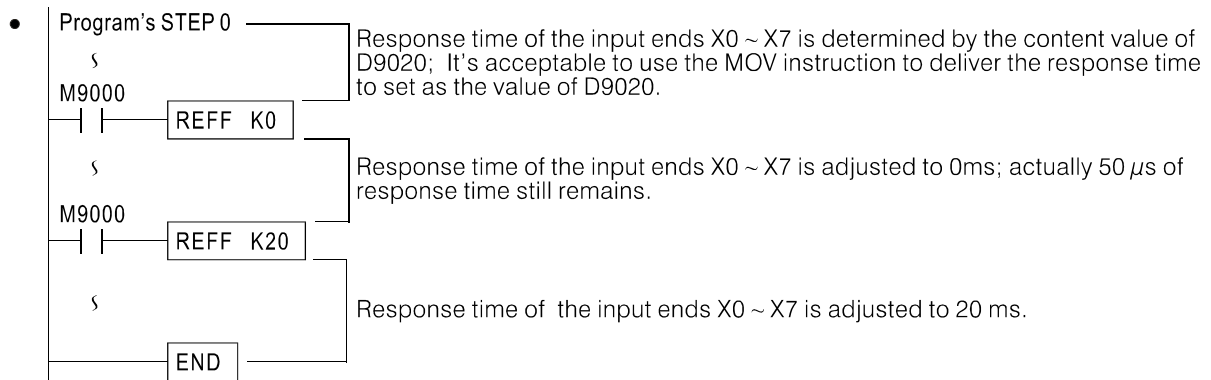 Program's STEP 0
Response time of the input ends X0 ~ X7 is determined by the content value of
D9020; It's acceptable to use the MOV instruction to deliver the response time
to set as the value of D9020.
M9000
REFF K0
Response time of the input ends X0 ~ X7 is adjusted to 0ms; actually 50 μs of
response time still remains.
M9000
REFF K20
Response time of the input ends X0 ~ X7 is adjusted to 20 ms.
END